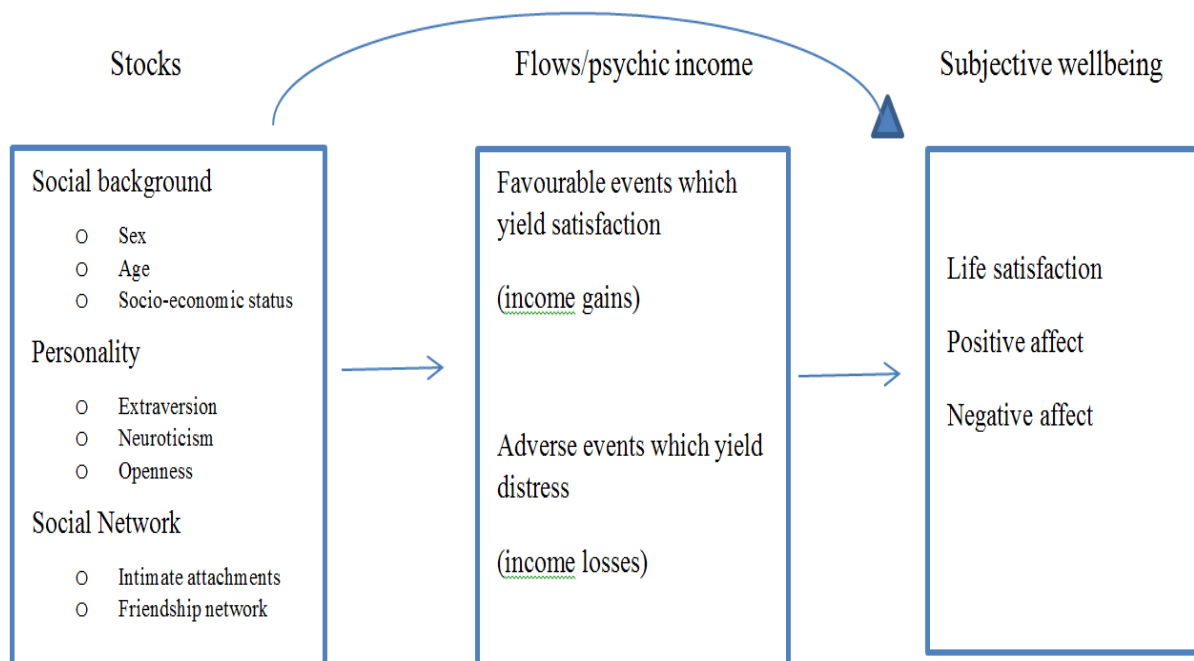 Stocks
Flows/psychic income
Subjective wellbeing
Social background
o Sex
o Age
o Socio-economic status
Personality
o Extraversion
o Neuroticism
o Openness
Social Network
o Intimate attachments
o Friendship network
Favourable events which
yield satisfaction
(income gains)
Adverse events which yield
distress
(income losses)
Life satisfaction
Positive affect
Negative affect